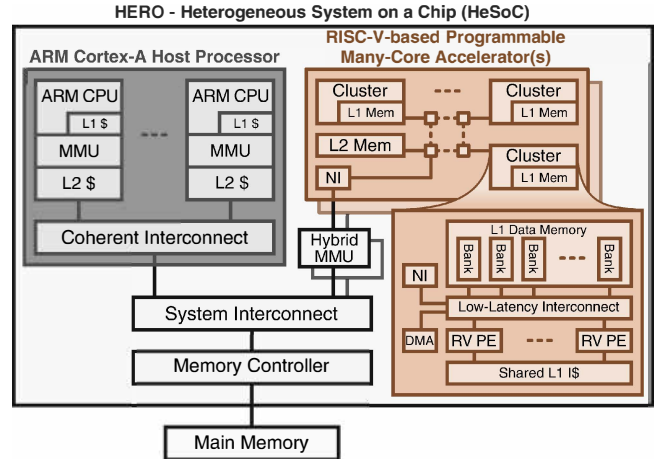 HERO - Heterogeneous System on a Chip (HeSoC)
ARM Cortex-A Host Processor
ARM CPU
L1 $
MMU
L2 $
ARM CPU
L1 $
MMU
L2 $
Coherent Interconnect
RISC-V-based Programmable
Many-Core Accelerator(s)
Cluster
L1 Mem
Cluster
L1 Mem
L2 Mem
NI
Cluster
L1 Mem
Hybrid
MMU
L1 Data Memory
Bank
Bank
Bank
Bank
Bank
NI
Low-Latency Interconnect
DMA
RV PE
RV PE
Shared L1 I$
System Interconnect
Memory Controller
Main Memory